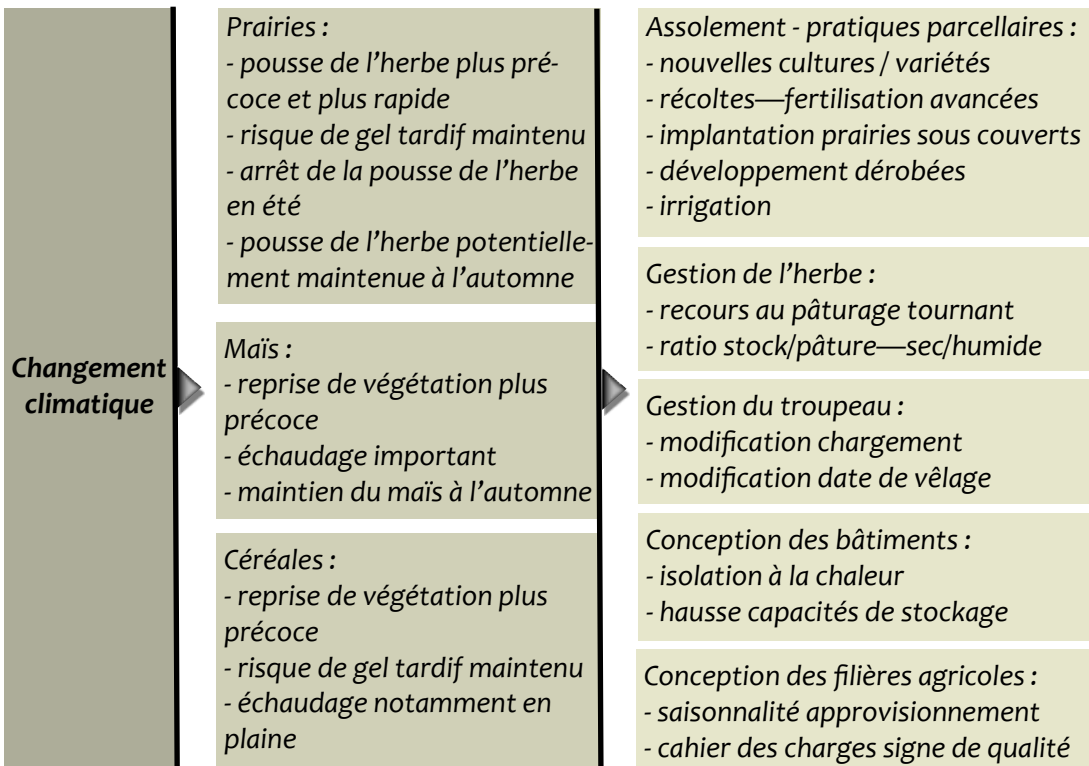 Changement
climatique
Prairies :
- pousse de l’herbe plus pré-
coce et plus rapide
- risque de gel tardif maintenu
- arrêt de la pousse de l’herbe
en été
- pousse de l’herbe potentielle-
ment maintenue à l’automne
Maïs :
- reprise de végétation plus
précoce
- échaudage important
- maintien du maïs à l’automne
Céréales :
- reprise de végétation plus
précoce
- risque de gel tardif maintenu
- échaudage notamment en
plaine
Assolement - pratiques parcellaires :
- nouvelles cultures / variétés
- récoltes—fertilisation avancées
- implantation prairies sous couverts
- développement dérobées
- irrigation
Gestion de l’herbe :
- recours au pâturage tournant
- ratio stock/pâture—sec/humide
Gestion du troupeau :
- modification chargement
- modification date de vêlage
Conception des bâtiments :
- isolation à la chaleur
- hausse capacités de stockage
Conception des filières agricoles :
- saisonnalité approvisionnement
- cahier des charges signe de qualité